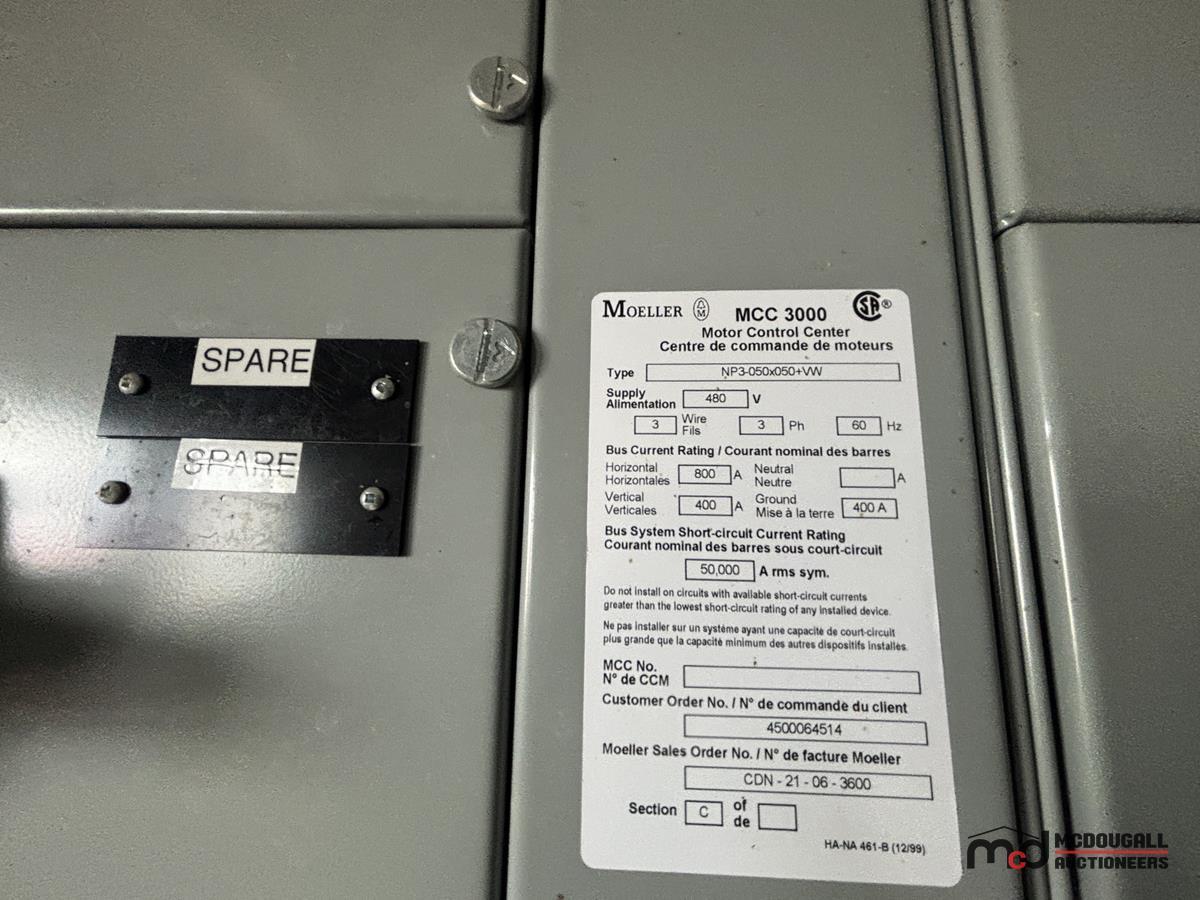 SPARE
SPARE
MOELLER
MCC 3000
Motor Control Center
Centre de commande de moteurs
Type NP3-050x050+VW
Supply
Alimentation 480 V
3 Wire
Fils 3 Ph 60 Hz
Bus Current Rating / Courant nominal des barres
Horizontal
Horizontales 800 A Neutral
Neutre A
Vertical
Verticales 400 A Ground
Mise à la terre 400 A
Bus System Short-circuit Current Rating
Courant nominal des barres sous court-circuit
50,000 A rms sym.
Do not install on circuits with available short-circuit currents
greater than the lowest short-circuit rating of any installed device.
Ne pas installer sur un système ayant une capacité de court-circuit
plus grande que la capacité minimum des autres dispositifs installés.
MCC No.
N° de CCM
Customer Order No. / N° de commande du client
4500064514
Moeller Sales Order No. / N° de facture Moeller
CDN - 21 - 06 - 3600
Section C of
de
HA-NA 461-B (12/99)
mcd MCDOUGALL
AUCTIONEERS